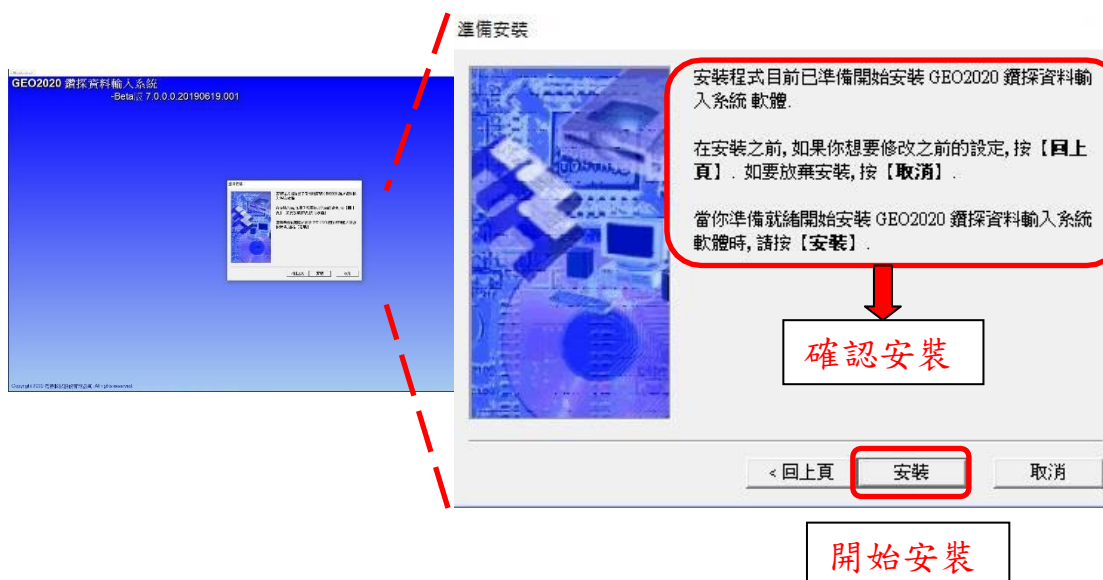 GEO2020 鑽探資料輸入系統
-Beta版 7.0.0.0.20190619.001
準備安裝
安裝程式目前已準備開始安裝 GEO2020 鑽探資料輸
入系統 軟體.
在安裝之前, 如果你想要修改之前的設定, 按【回上
頁】. 如要放棄安裝, 按【取消】.
當你準備就緒開始安裝 GEO2020 鑽探資料輸入系統
軟體時, 請按【安裝】.
確認安裝
< 回上頁
安裝
取消
開始安裝